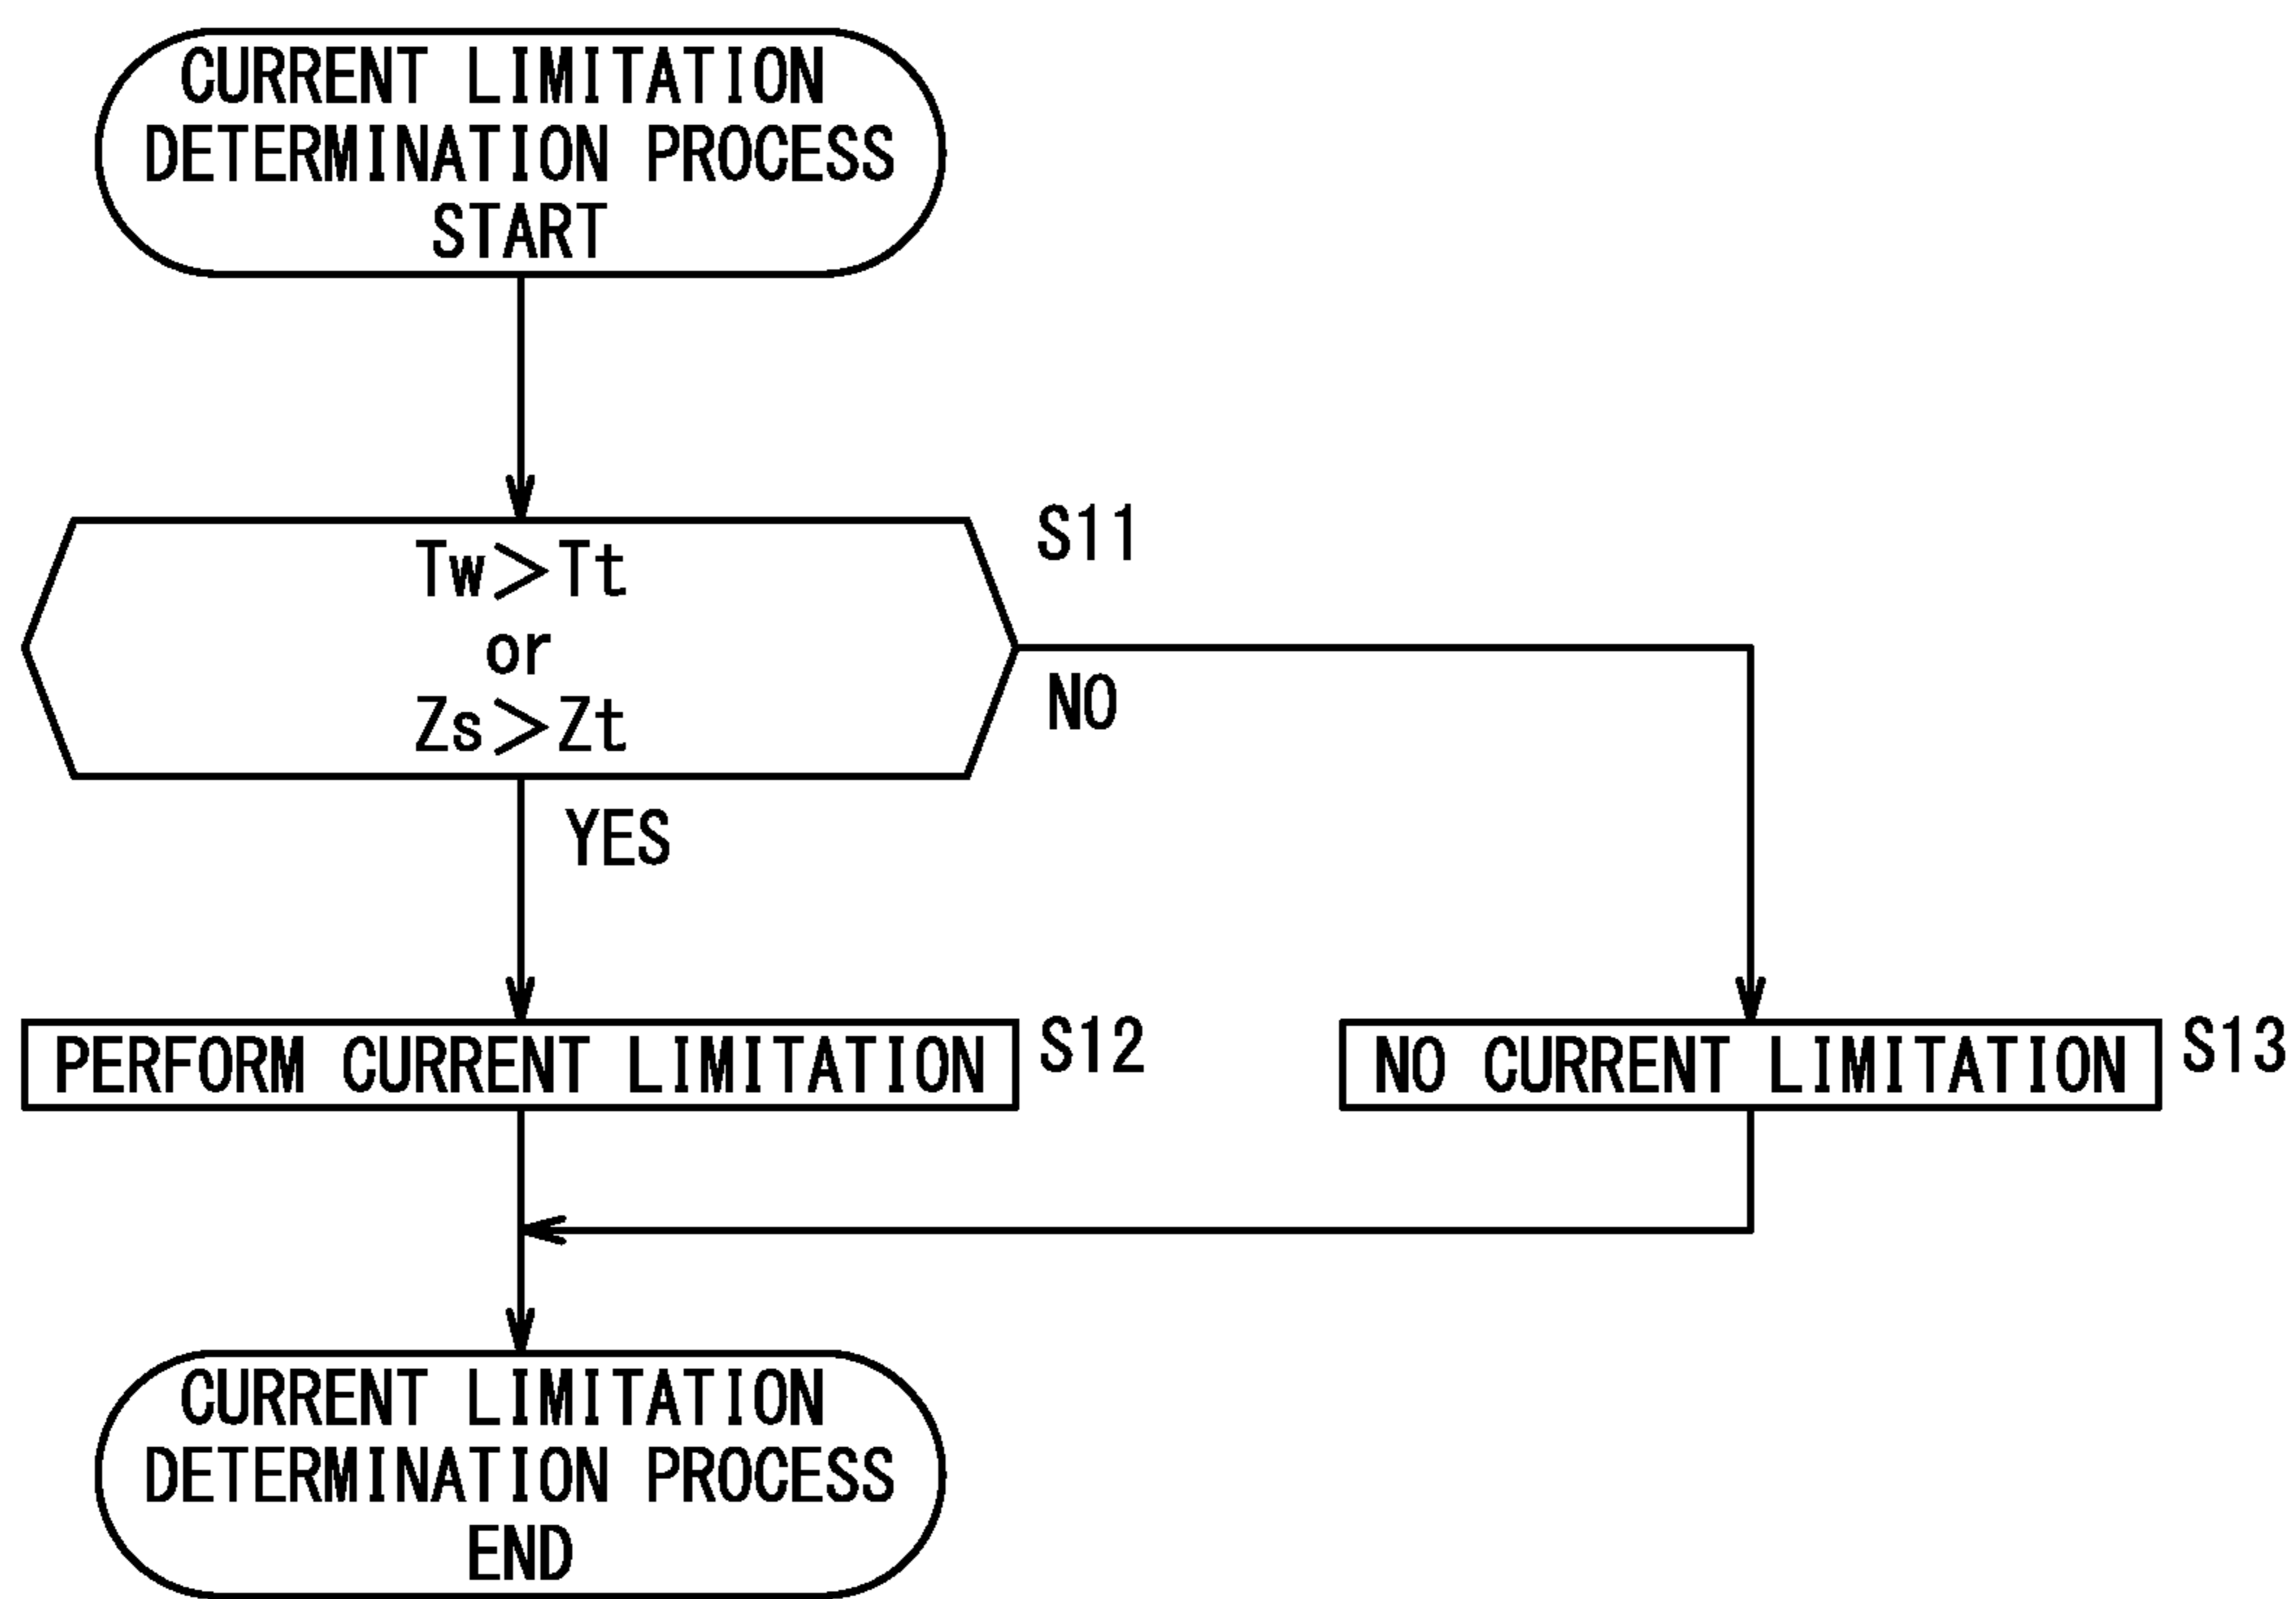 CURRENT LIMITATION
DETERMINATION PROCESS
START
S11
Tw>Tt
or
Zs>Zt
NO
YES
PERFORM CURRENT LIMITATION
S12
NO CURRENT LIMITATION
S13
CURRENT LIMITATION
DETERMINATION PROCESS
END